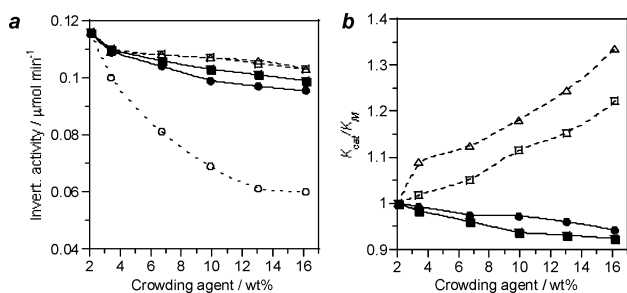 a
0.12
0.1
0.08
0.06
0.04
2 4 6 8 10 12 14 16
Invert. activity / μmol min⁻¹
Crowding agent / wt%
b
1.4
1.3
1.2
1.1
1
0.9
2 4 6 8 10 12 14 16
Kcat/KM
Crowding agent / wt%